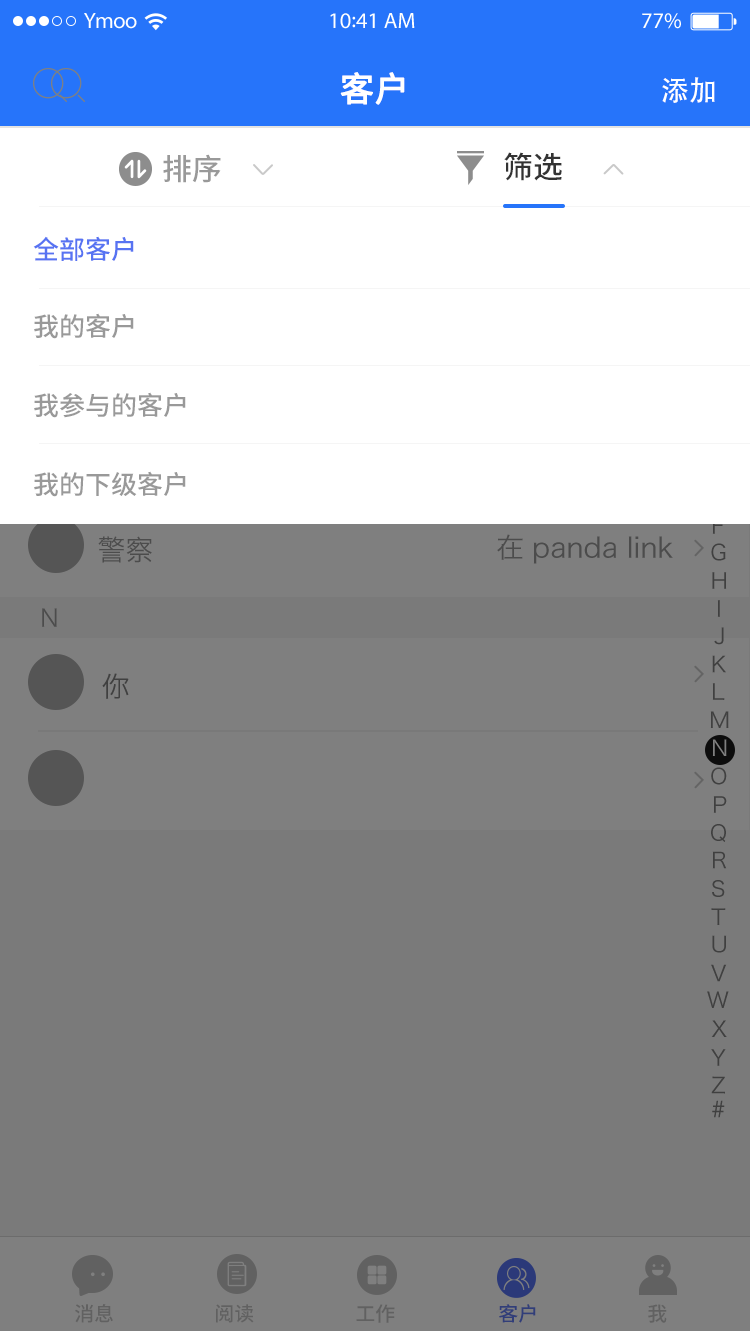 Ymoo 10:41 AM 77%
客户 添加
排序 筛选
全部客户
我的客户
我参与的客户
我的下级客户
F
警察 在 panda link
G
H
N
I
J
K
你
L
M
N
O
P
Q
R
S
T
U
V
W
X
Y
Z
#
消息 阅读 工作 客户 我